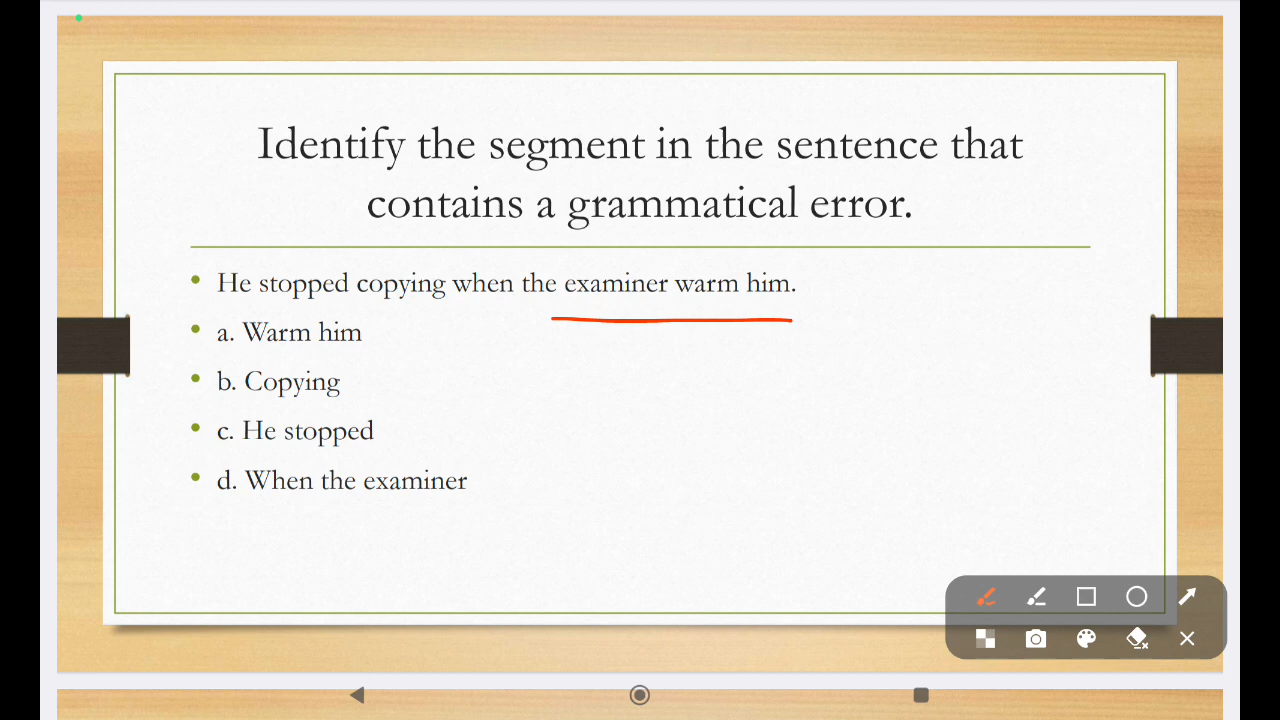 Identify the segment in the sentence that
contains a grammatical error.
• He stopped copying when the examiner warm him.
• a. Warm him
• b. Copying
• c. He stopped
• d. When the examiner